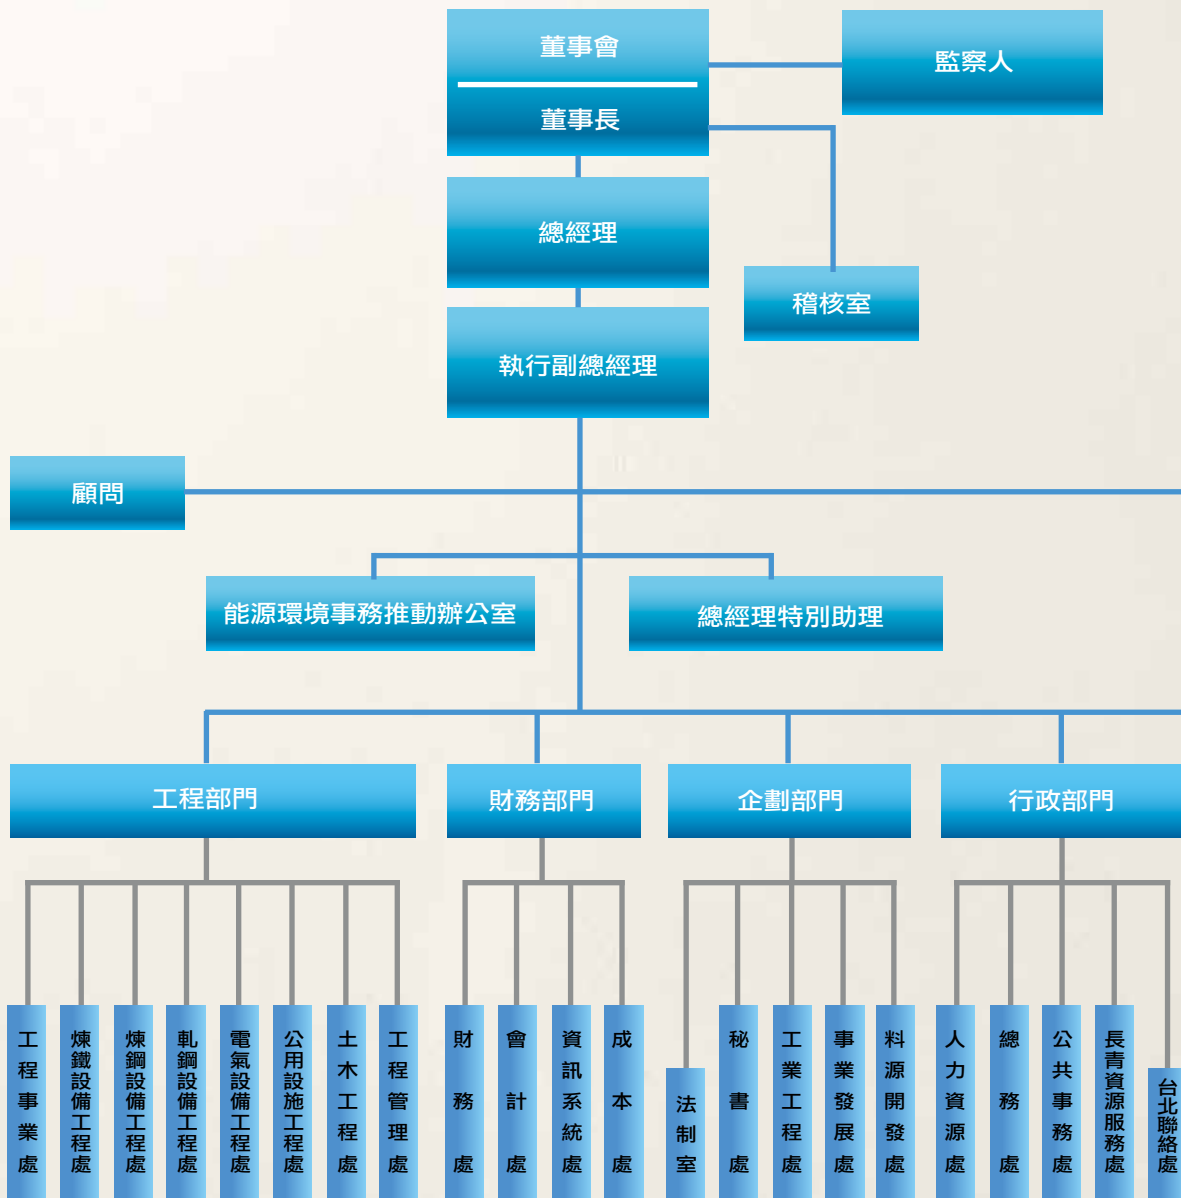 董事會
監察人
董事長
總經理
稽核室
執行副總經理
顧問
能源環境事務推動辦公室
總經理特別助理
工程部門
財務部門
企劃部門
行政部門
工程事業處
煉鐵設備工程處
煉鋼設備工程處
軋鋼設備工程處
電氣設備工程處
公用設施工程處
土木工程處
工程管理處
財務處
會計處
資訊系統處
成本處
法制室
秘書處
工業工程處
事業發展處
料源開發處
人力資源處
總務處
公共事務處
長青資源服務處
台北聯絡處